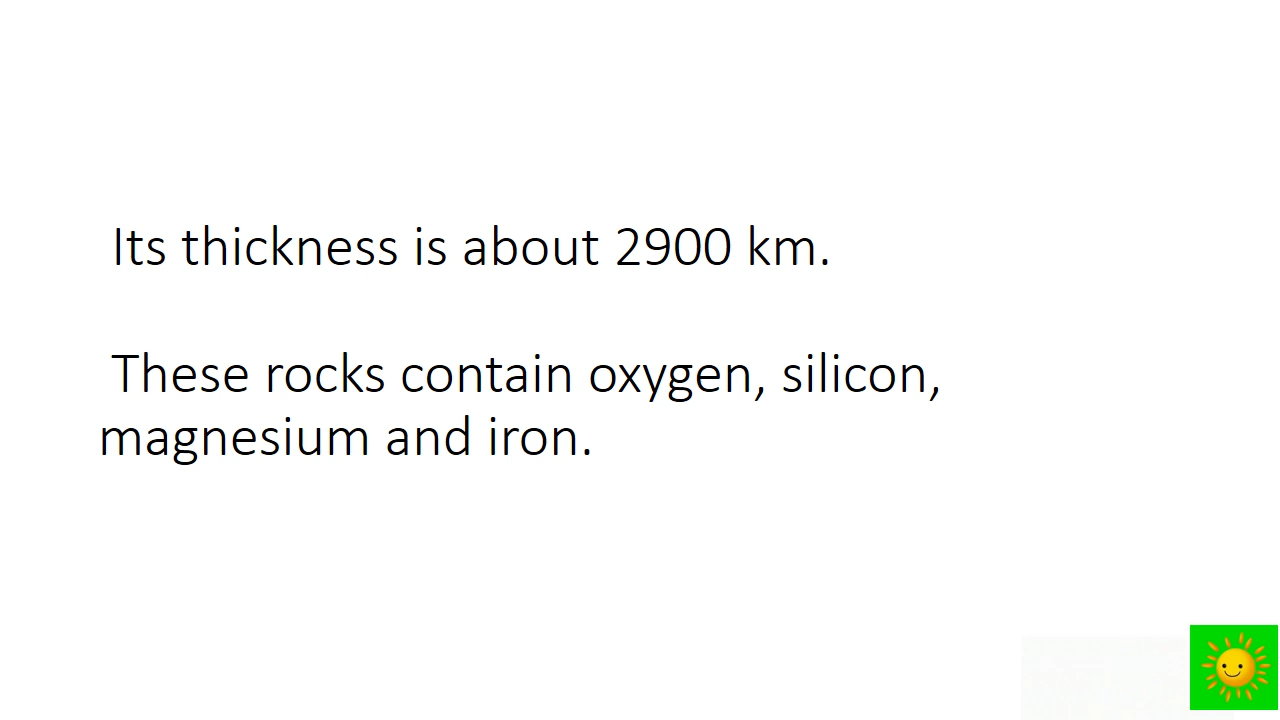 Its thickness is about 2900 km.
These rocks contain oxygen, silicon,
magnesium and iron.